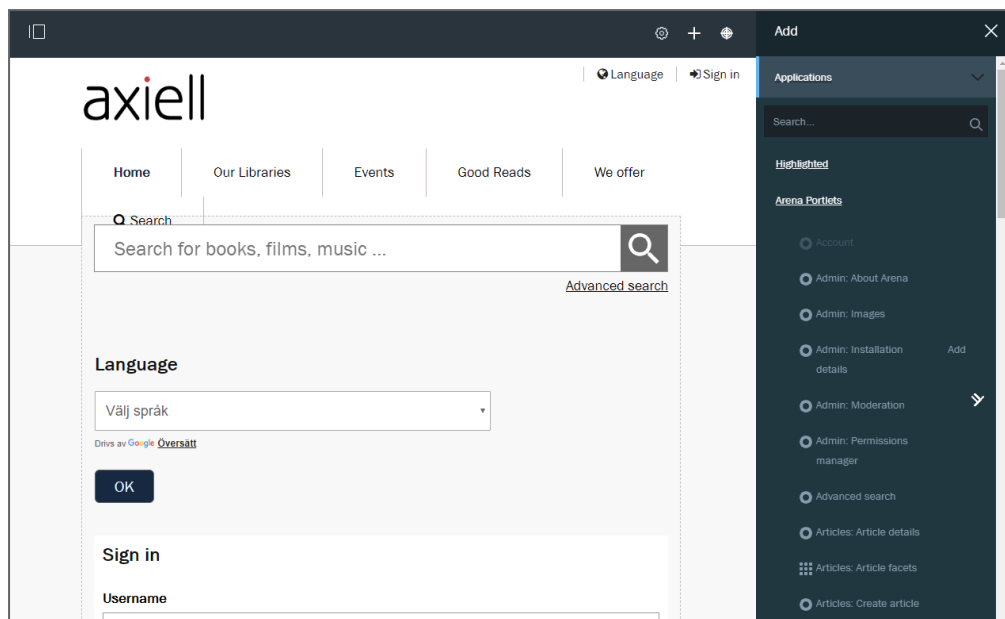 Add
axiell
Language
Sign in
Applications
Search...
Home
Our Libraries
Events
Good Reads
We offer
Search
Highlighted
Arena Portlets
Search for books, films, music ...
Advanced search
Account
Admin: About Arena
Admin: Images
Admin: Installation details
Add
Admin: Moderation
Admin: Permissions manager
Advanced search
Articles: Article details
Articles: Article facets
Articles: Create article
Language
Välj språk
Drivs av Google Översätt
OK
Sign in
Username